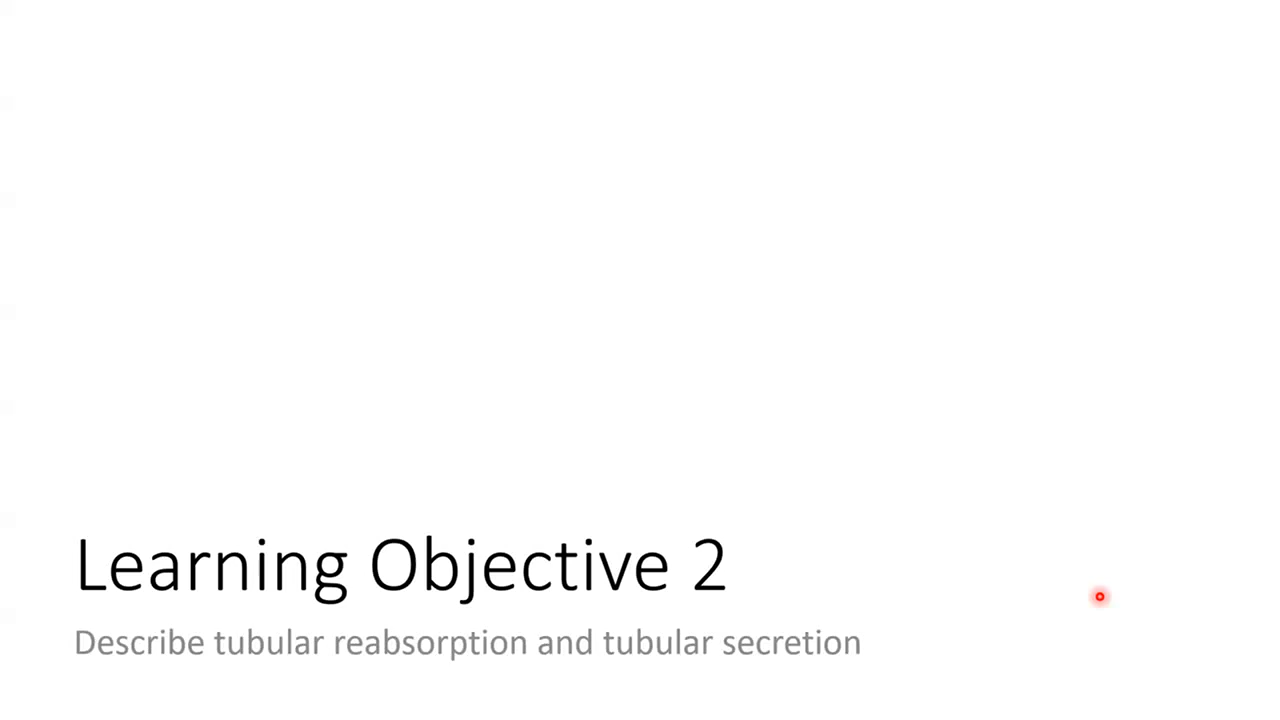 Learning Objective 2
Describe tubular reabsorption and tubular secretion